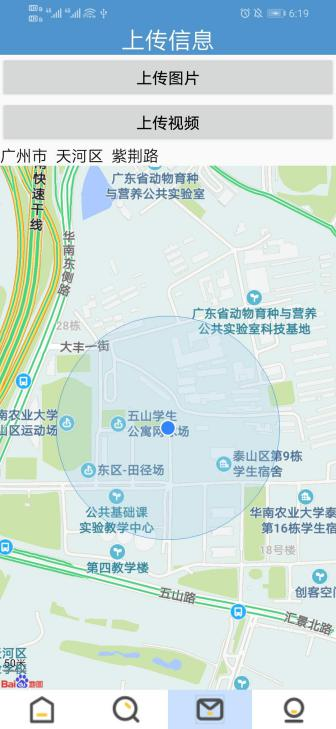 6:19
上传信息
上传图片
上传视频
广州市 天河区 紫荆路
南快速干线
广东省动物育种
与营养公共实验室
华南东侧路
广东省动物育种与营养
公共实验室科技基地
28栋
大丰一街
南农业大学
山区运动场
五山学生
公寓网球场
泰山区第9栋
学生宿舍
东区-田径场
公共基础课
实验教学中心
华南农业大学泰
第16栋学生宿
18号楼
第四教学楼
创客空间
五山路
汇景北路
天河区
学校
50米
Bai 地图